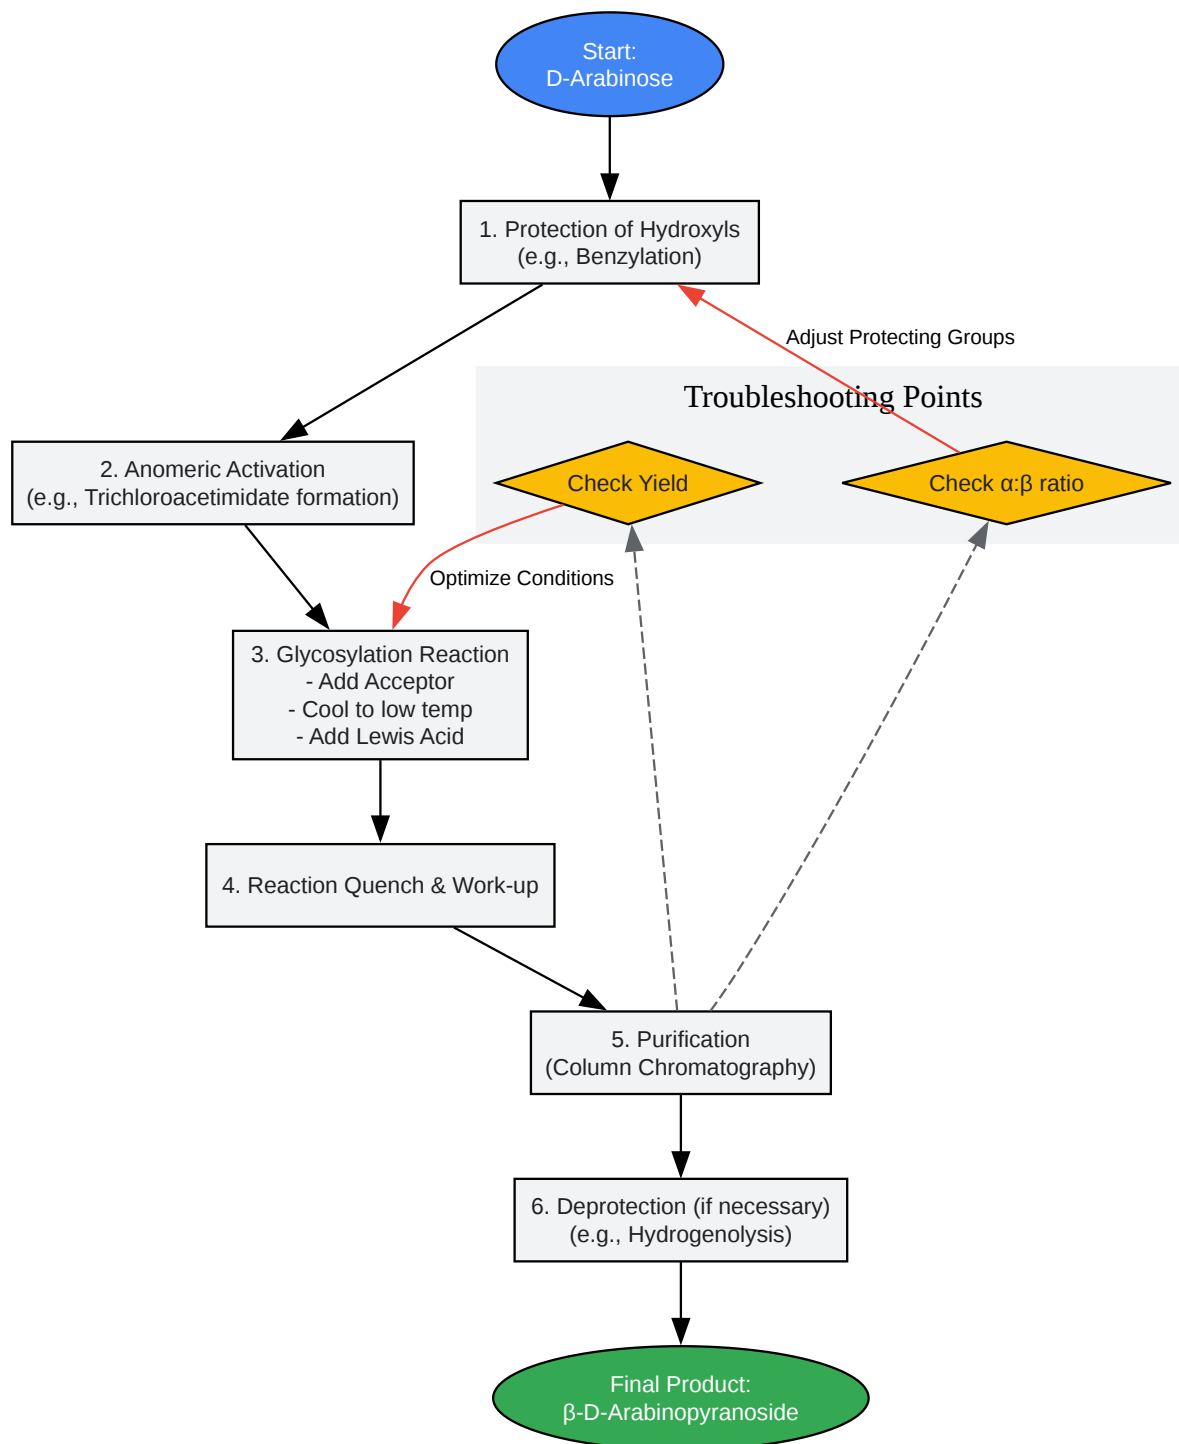 Start:
D-Arabinose
1. Protection of Hydroxyls
(e.g., Benzylation)
Adjust Protecting Groups
Troubleshooting Points
2. Anomeric Activation
(e.g., Trichloroacetimidate formation)
Check Yield
Check α:β ratio
Optimize Conditions
3. Glycosylation Reaction
- Add Acceptor
- Cool to low temp
- Add Lewis Acid
4. Reaction Quench & Work-up
5. Purification
(Column Chromatography)
6. Deprotection (if necessary)
(e.g., Hydrogenolysis)
Final Product:
β-D-Arabinopyranoside